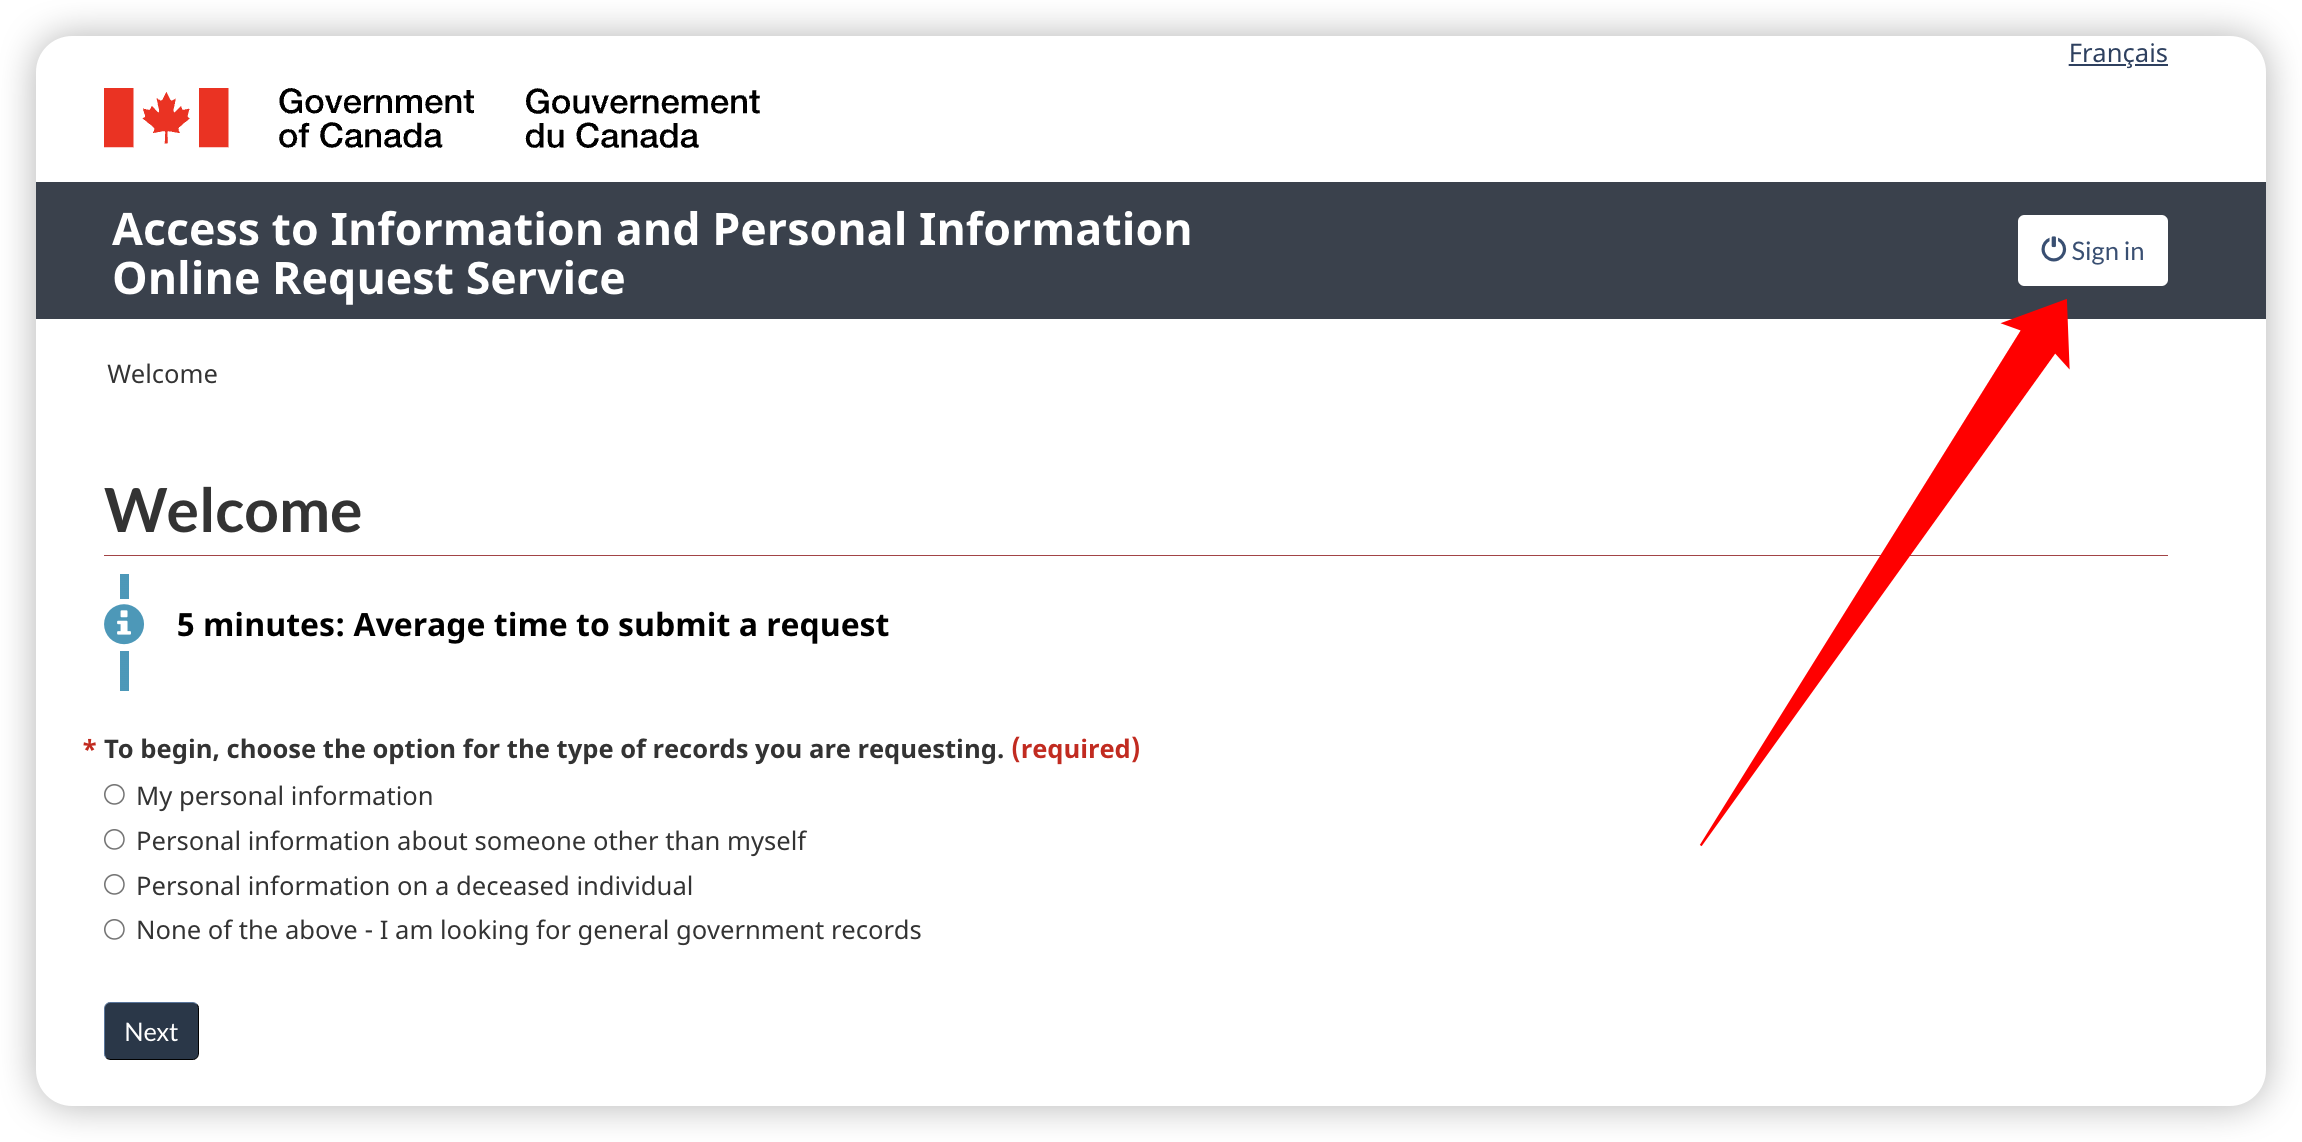 Français
Government
of Canada
Gouvernement
du Canada
Access to Information and Personal Information
Online Request Service
Sign in
Welcome
Welcome
5 minutes: Average time to submit a request
* To begin, choose the option for the type of records you are requesting. (required)
My personal information
Personal information about someone other than myself
Personal information on a deceased individual
None of the above - I am looking for general government records
Next